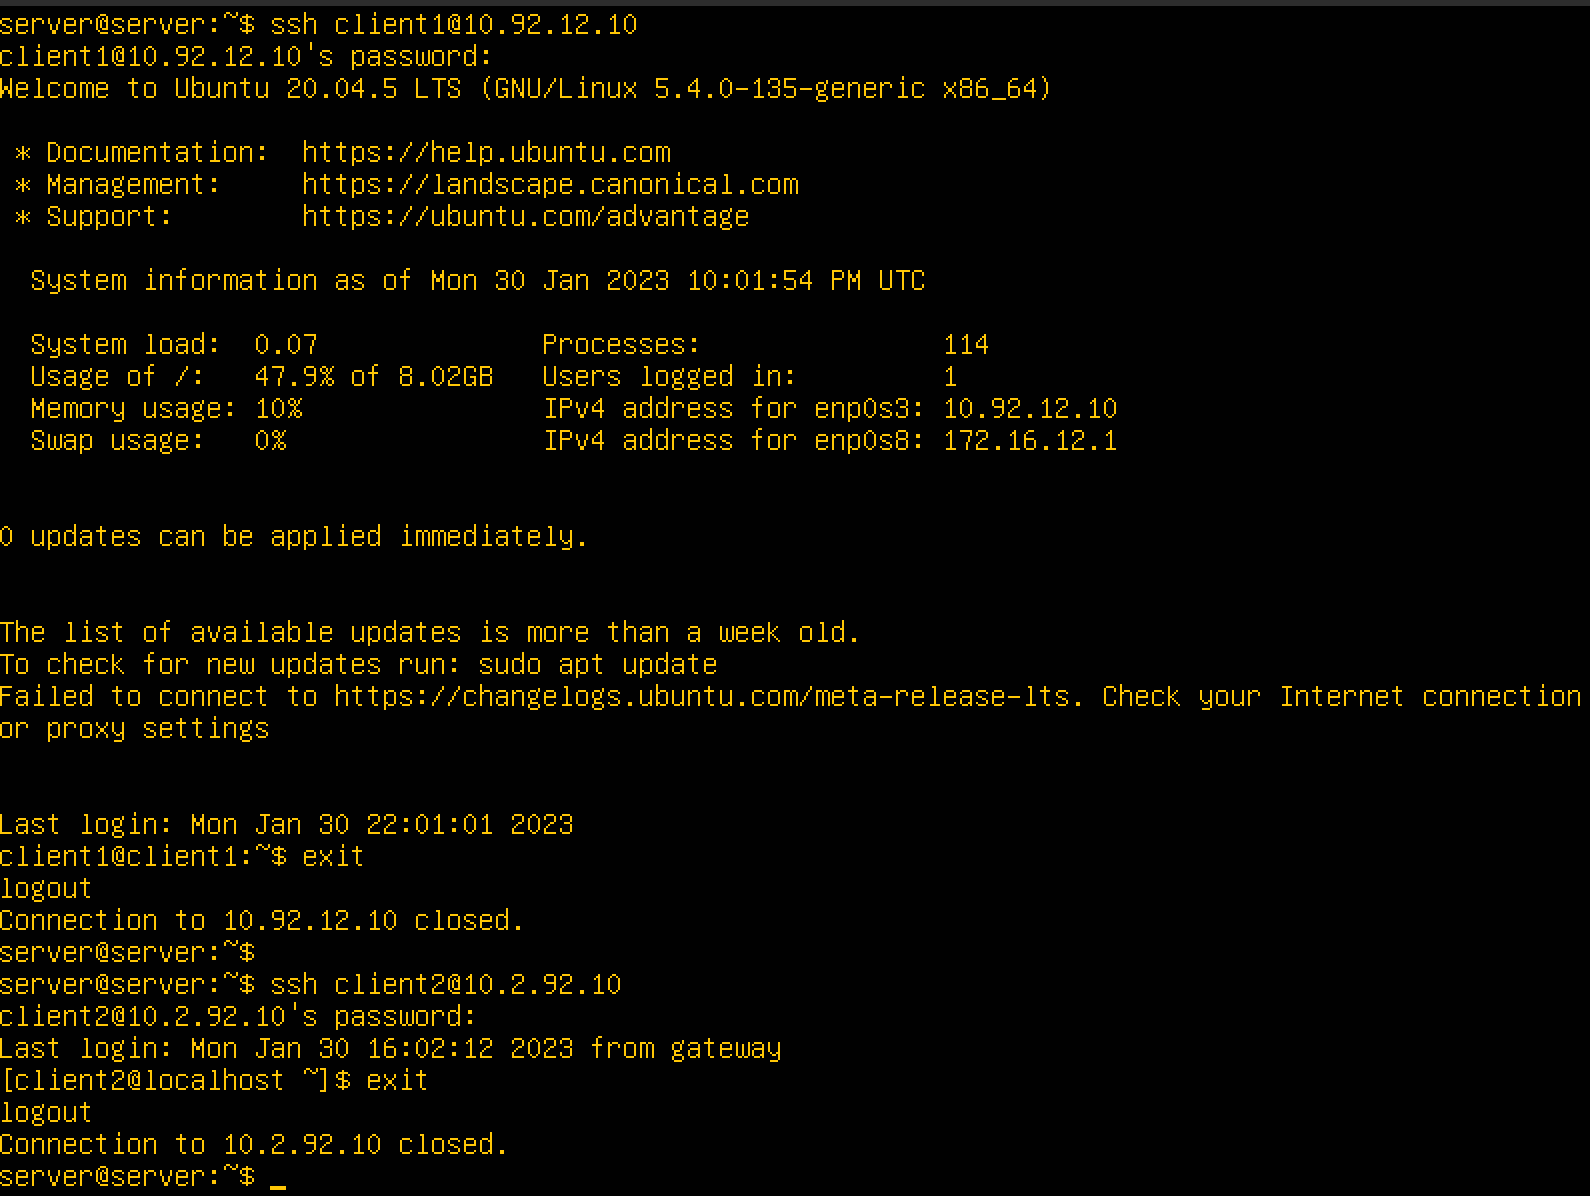 server@server:~$ ssh client1@10.92.12.10
client1@10.92.12.10's password:
Welcome to Ubuntu 20.04.5 LTS (GNU/Linux 5.4.0-135-generic x86_64)
* Documentation:  https://help.ubuntu.com
* Management:     https://landscape.canonical.com
* Support:        https://ubuntu.com/advantage
System information as of Mon 30 Jan 2023 10:01:54 PM UTC
System load:  0.07               Processes:               114
Usage of /:   47.9% of 8.02GB   Users logged in:         1
Memory usage: 10%               IPv4 address for enp0s3: 10.92.12.10
Swap usage:   0%                IPv4 address for enp0s8: 172.16.12.1
0 updates can be applied immediately.
The list of available updates is more than a week old.
To check for new updates run: sudo apt update
Failed to connect to https://changelogs.ubuntu.com/meta-release-lts. Check your Internet connection
or proxy settings
Last login: Mon Jan 30 22:01:01 2023
client1@client1:~$ exit
logout
Connection to 10.92.12.10 closed.
server@server:~$
server@server:~$ ssh client2@10.2.92.10
client2@10.2.92.10's password:
Last login: Mon Jan 30 16:02:12 2023 from gateway
[client2@localhost ~]$ exit
logout
Connection to 10.2.92.10 closed.
server@server:~$ _